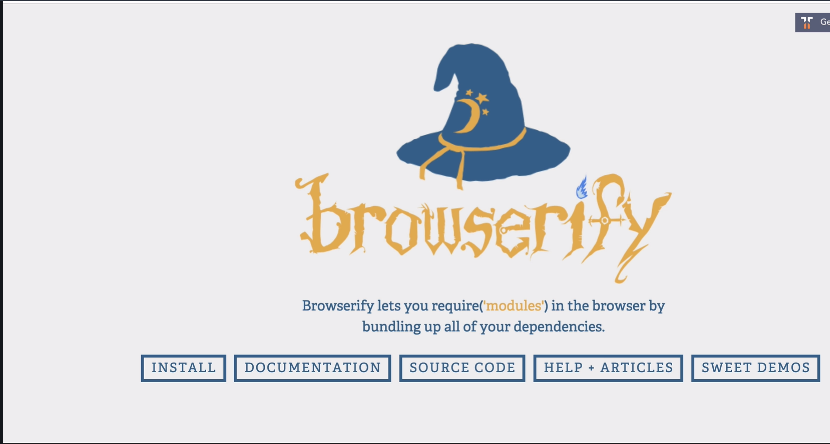 Ge
browserify
Browserify lets you require('modules') in the browser by
bundling up all of your dependencies.
INSTALL DOCUMENTATION SOURCE CODE HELP + ARTICLES SWEET DEMOS